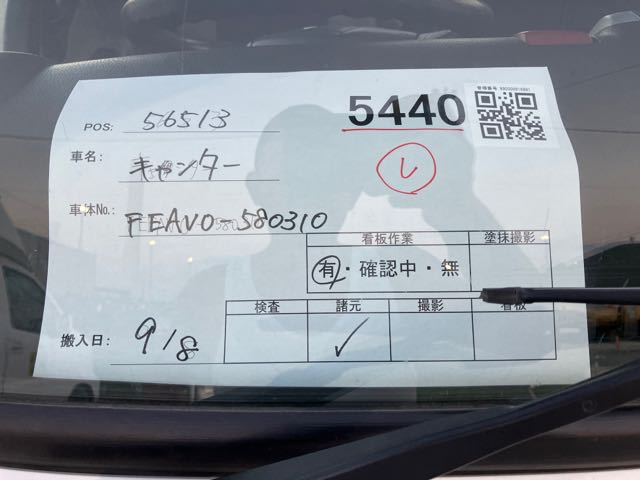 5440
POS: 56513
車名: キャンター
車体No.: FEAV0-580310
看板作業 塗抹撮影
有・確認中・無
検査 諸元 撮影 看板
搬入日: 9/8 ✓